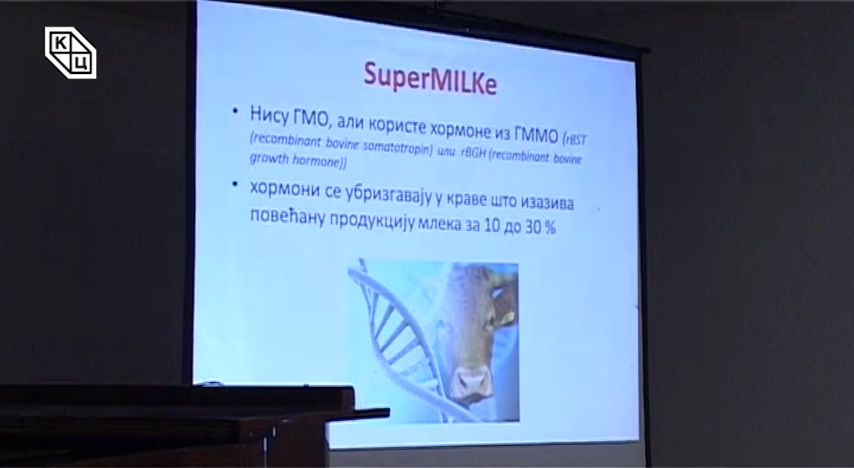 К
Ц
SuperMILKe
• Нису ГМО, али користе хормоне из ГММО (rBST
(recombinant bovine somatotropin) или rBGH (recombinant bovine
growth hormone))
• хормони се убризгавају у краве што изазива
повећану продукцију млека за 10 до 30 %